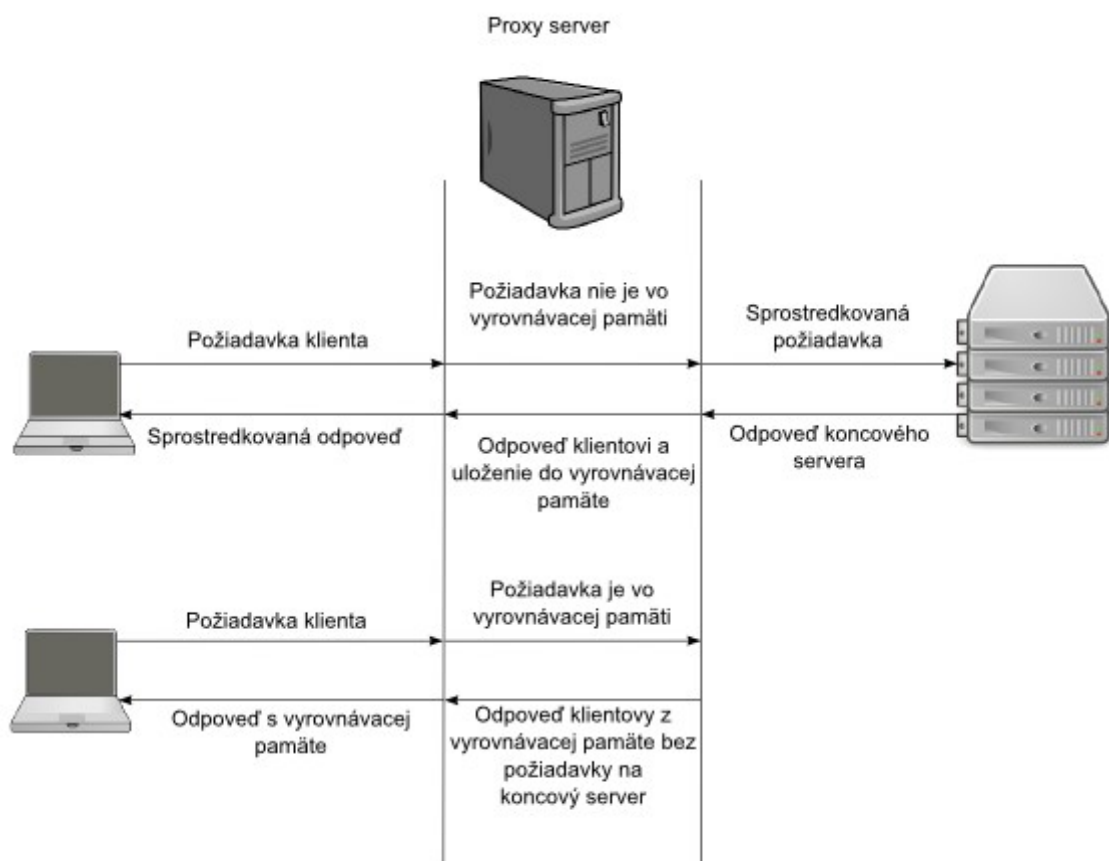 Proxy server
Požiadavka nie je vo
vyrovnávacej pamäti
Sprostredkovaná
požiadavka
Požiadavka klienta
Sprostredkovaná odpoveď
Odpoveď klientovi a
uloženie do vyrovnávacej
pamäte
Odpoveď koncového
servera
Požiadavka je vo
vyrovnávacej pamäti
Požiadavka klienta
Odpoveď s vyrovnávacej
pamäte
Odpoveď klientovy z
vyrovnávacej pamäte bez
požiadavky na
koncový server